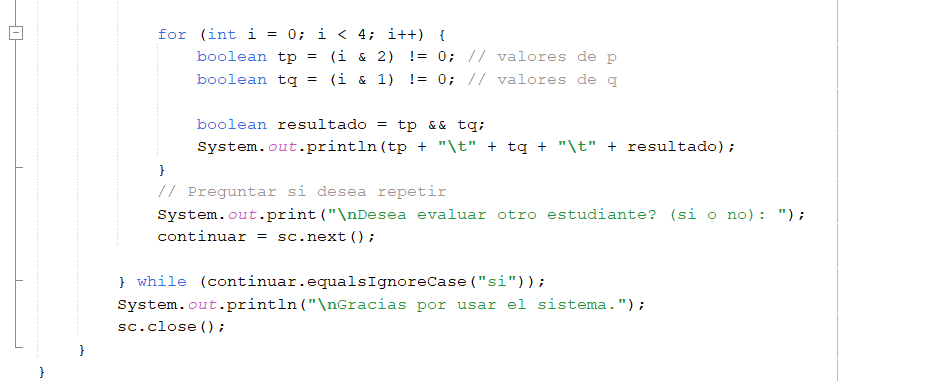 for (int i = 0; i < 4; i++) {
boolean tp = (i & 2) != 0; // valores de p
boolean tq = (i & 1) != 0; // valores de q
boolean resultado = tp && tq;
System.out.println(tp + "\t" + tq + "\t" + resultado);
}
// Preguntar si desea repetir
System.out.print("\nDesea evaluar otro estudiante? (si o no): ");
continuar = sc.next();
} while (continuar.equalsIgnoreCase("si"));
System.out.println("\nGracias por usar el sistema.");
sc.close();
}
}